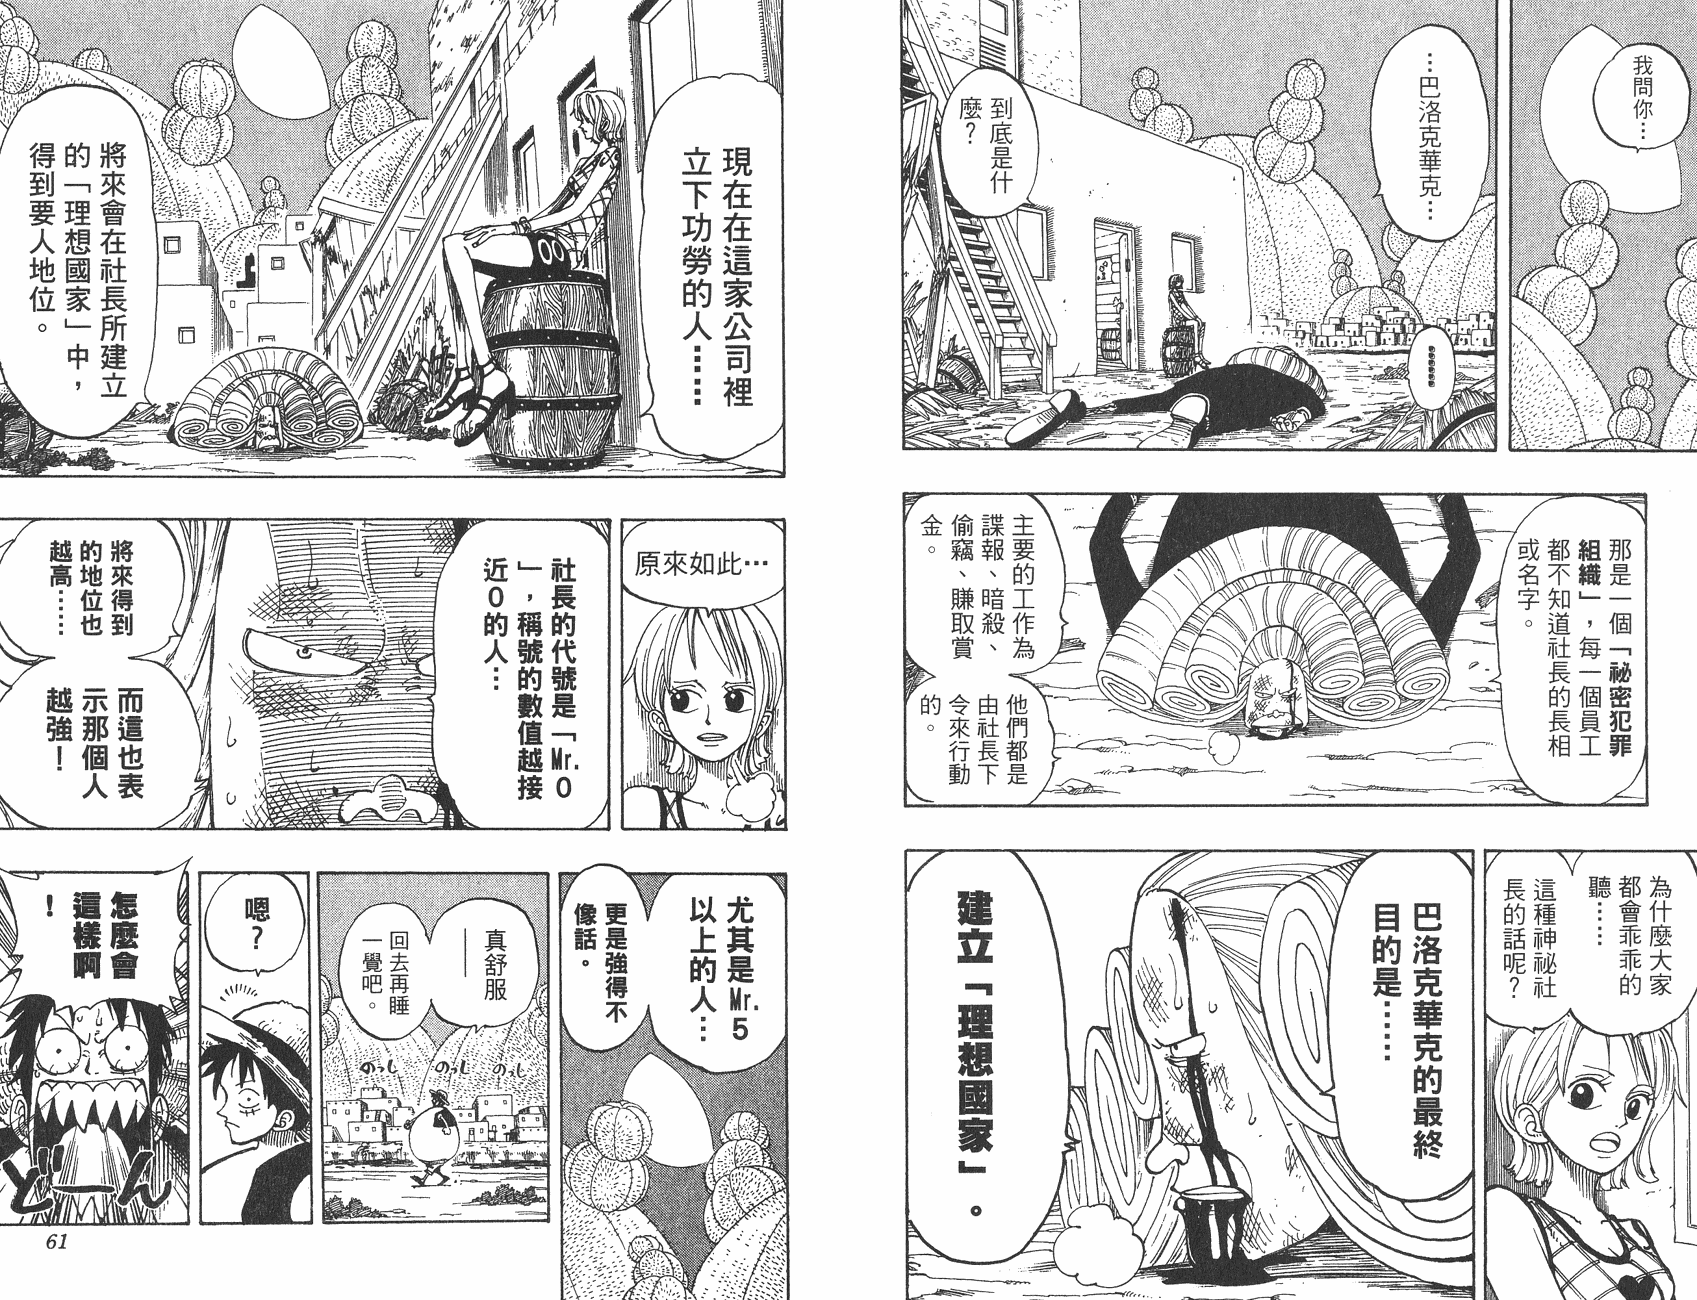 我問你…
…巴洛克華克…
到底是什
麼？
………
那是一個「祕密犯罪
組織」，每一個員工
都不知道社長的長相
或名字。
主要的工作為
諜報、暗殺、
偷竊、賺取賞
金。
他們都是
由社長下
令來行動
的。
為什麼大家
都會乖乖的
聽……
這種神祕社
長的話呢？
巴洛克華克的最終
目的是……
建立「理想國家」。
現在在這家公司裡
立下功勞的人……
將來會在社長所建立
的「理想國家」中，
得到要人地位。
原來如此…
社長的代號是「Mr.0
」，稱號的數值越接
近0的人…
將來得到
的地位也
越高……
而這也表
示那個人
越強！
尤其是Mr.5
以上的人…
更是強得不
像話。
真舒服
——
回去再睡
一覺吧。
のっし
のっし
のっし
嗯？
怎麼會
這樣啊
！
どーん
61